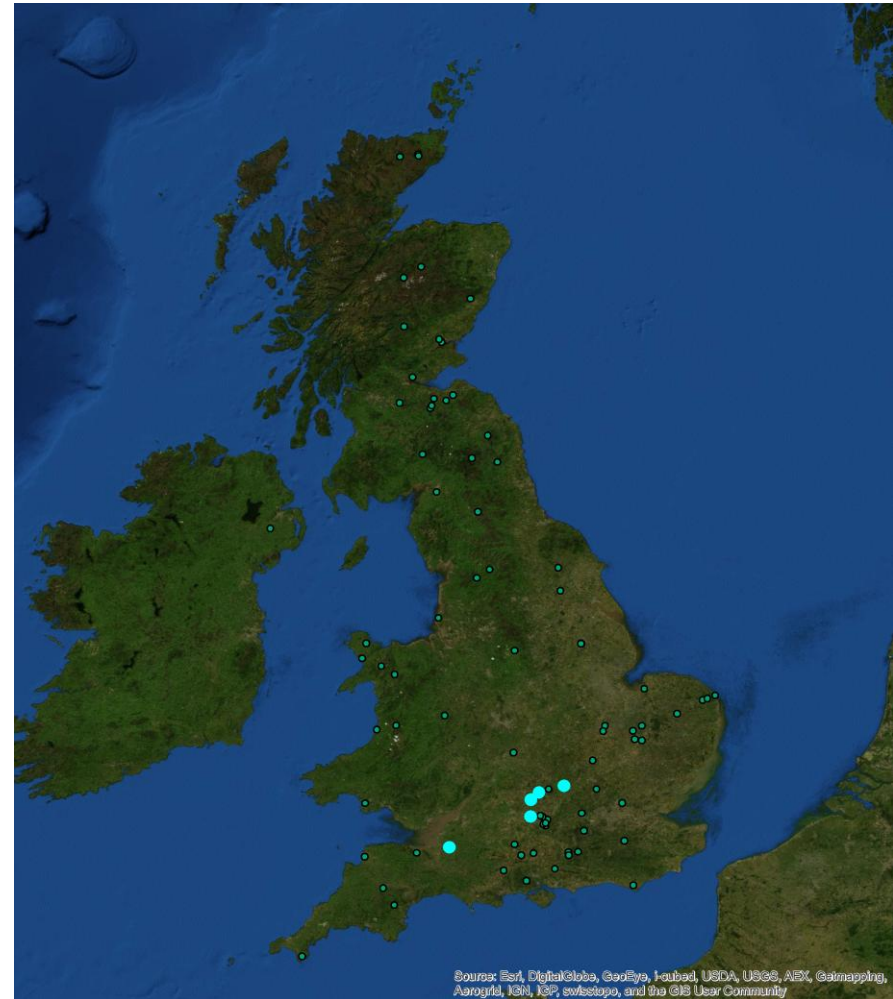 Source: Esri, DigitalGlobe, GeoEye, i-cubed, USDA, USGS, AEX, Getmapping,
Aerogrid, IGN, IGP, swisstopo, and the GIS User Community